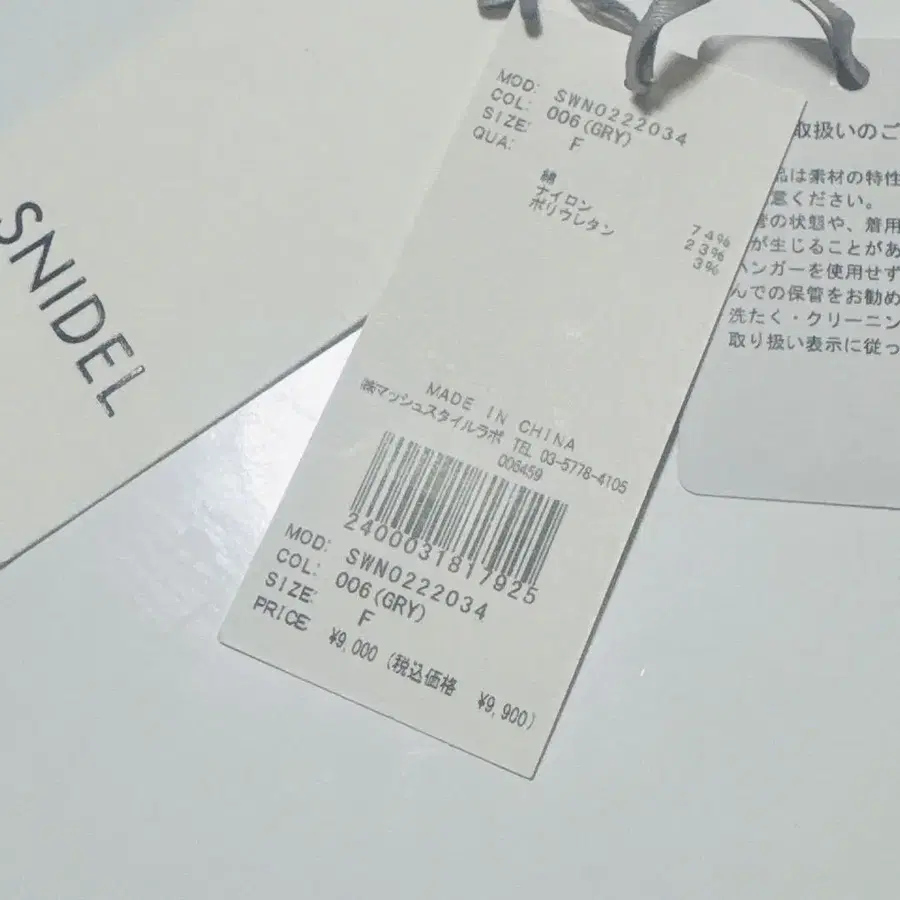 SNIDEL
MOD: SWNO222034
COL: 006(GRY)
SIZE: F
QUA:
綿 74%
ナイロン 23%
ポリウレタン 3%
MADE IN CHINA
㈱マッシュスタイルラボ TEL 03-5778-4105
006459
2400031817925
MOD: SWNO222034
COL: 006(GRY)
SIZE: F
PRICE: ¥9,000 (税込価格 ¥9,900)
取扱いのご
品は素材の特性
意ください。
管の状態や、着用
が生じることがあ
ハンガーを使用せず
んでの保管をお勧め
洗たく・クリーニン
取り扱い表示に従っ